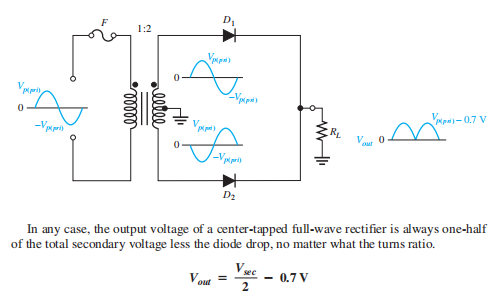 F
1:2
D₁
Vp(pri)
0
–Vp(pri)
Vp(pri)
0
–Vp(pri)
Vp(pri)
0
–Vp(pri)
D₂
RL
Vout 0
Vp(pri) – 0.7 V
In any case, the output voltage of a center-tapped full-wave rectifier is always one-half
of the total secondary voltage less the diode drop, no matter what the turns ratio.
Vout = Vsec/2 – 0.7 V